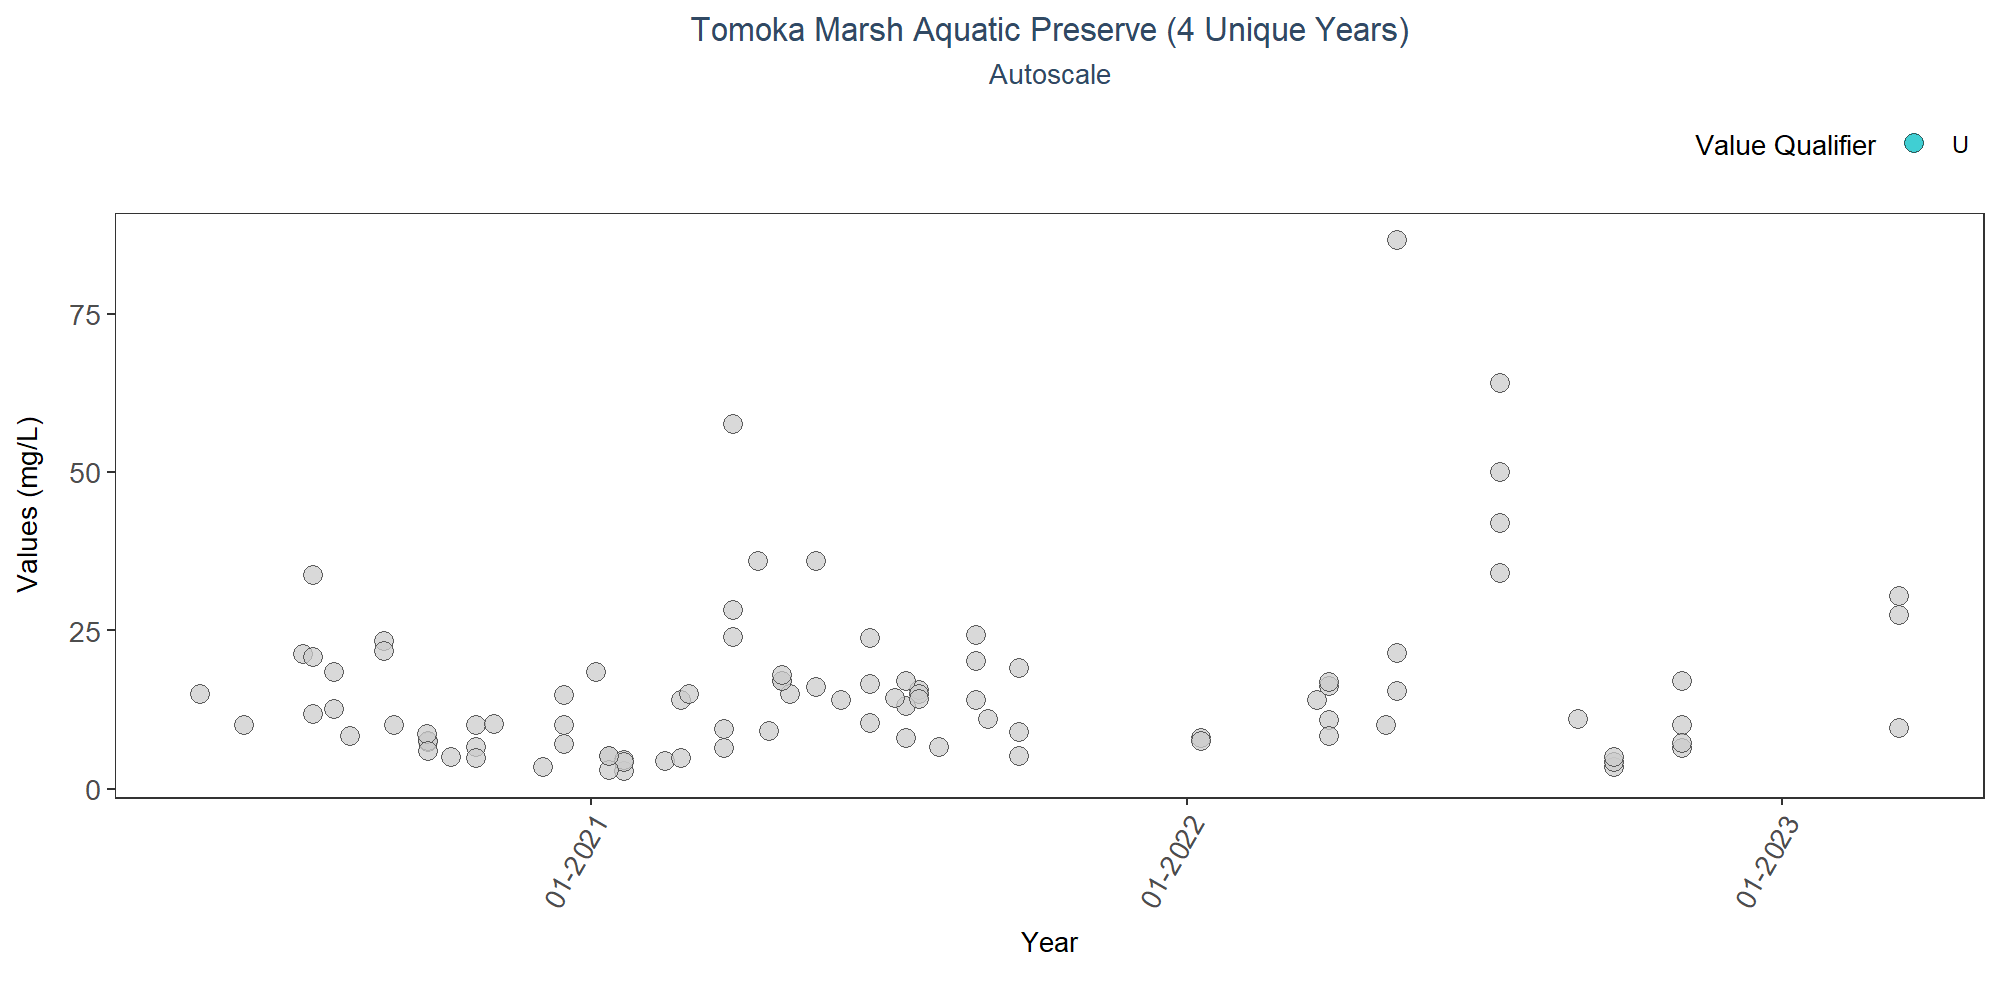 Tomoka Marsh Aquatic Preserve (4 Unique Years)
Autoscale
Value Qualifier U
75
50
25
0
Values (mg/L)
01-2021
01-2022
01-2023
Year